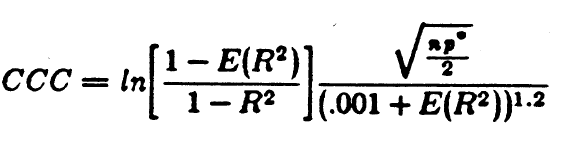 CCC = ln[1 − E(R²) / 1 − R²] √(np* / 2) / (.001 + E(R²))¹·²